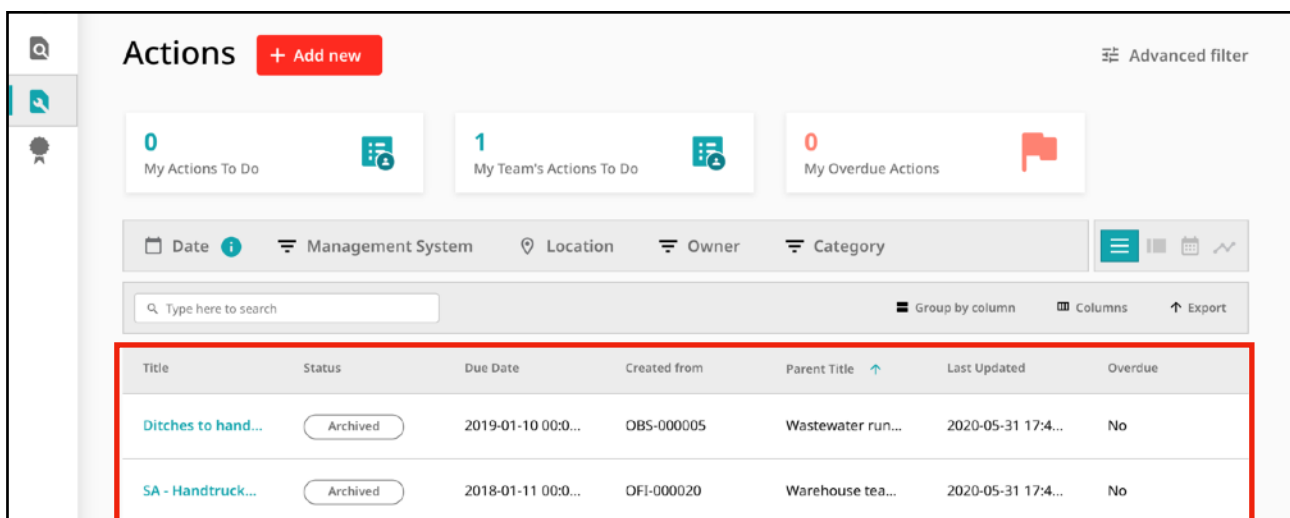 Actions + Add new Advanced filter
0 1 0
My Actions To Do My Team's Actions To Do My Overdue Actions
Date i Management System Location Owner Category
Type here to search Group by column Columns Export
Title Status Due Date Created from Parent Title Last Updated Overdue
Ditches to hand... Archived 2019-01-10 00:0... OBS-000005 Wastewater run... 2020-05-31 17:4... No
SA - Handtruck... Archived 2018-01-11 00:0... OFI-000020 Warehouse tea... 2020-05-31 17:4... No